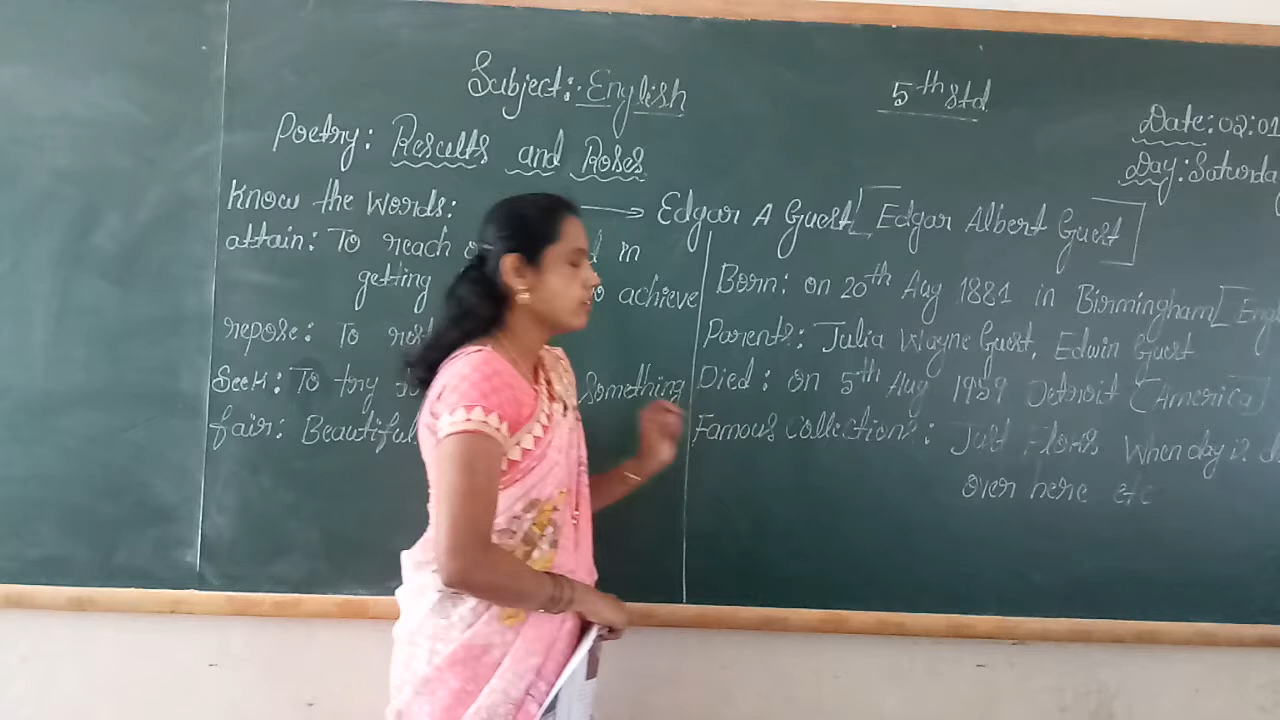 Subject: English
5th Std
Date: 02:01
Day: Saturda
Poetry: Results and Roses
Know the Words:
attain: To reach
getting achieve
repose: To rest
Seek: To try Something
fair: Beautiful
→ Edgar A Guest [Edgar Albert Guest]
Born: on 20th Aug 1881 in Birmingham [Eng
Parents: Julia Wayne Guest, Edwin Guest
Died: on 5th Aug 1959 Detroit (America)
Famous collections: Just Flows When day is
over here etc